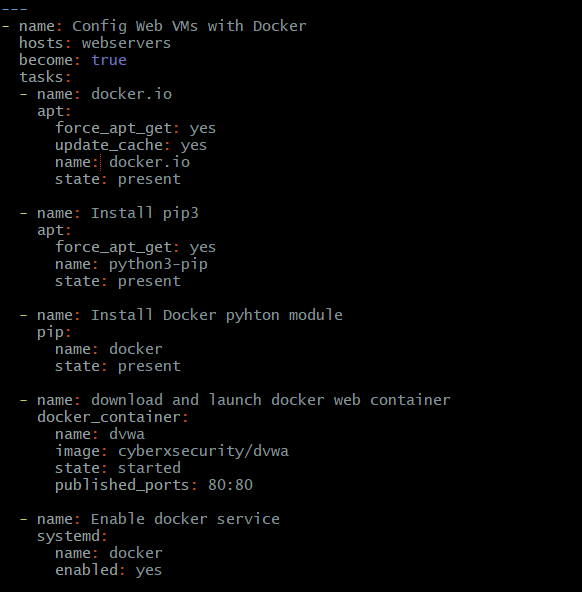 ---
- name: Config Web VMs with Docker
  hosts: webservers
  become: true
  tasks:
  - name: docker.io
    apt:
      force_apt_get: yes
      update_cache: yes
      name: docker.io
      state: present

  - name: Install pip3
    apt:
      force_apt_get: yes
      name: python3-pip
      state: present

  - name: Install Docker pyhton module
    pip:
      name: docker
      state: present

  - name: download and launch docker web container
    docker_container:
      name: dvwa
      image: cyberxsecurity/dvwa
      state: started
      published_ports: 80:80

  - name: Enable docker service
    systemd:
      name: docker
      enabled: yes